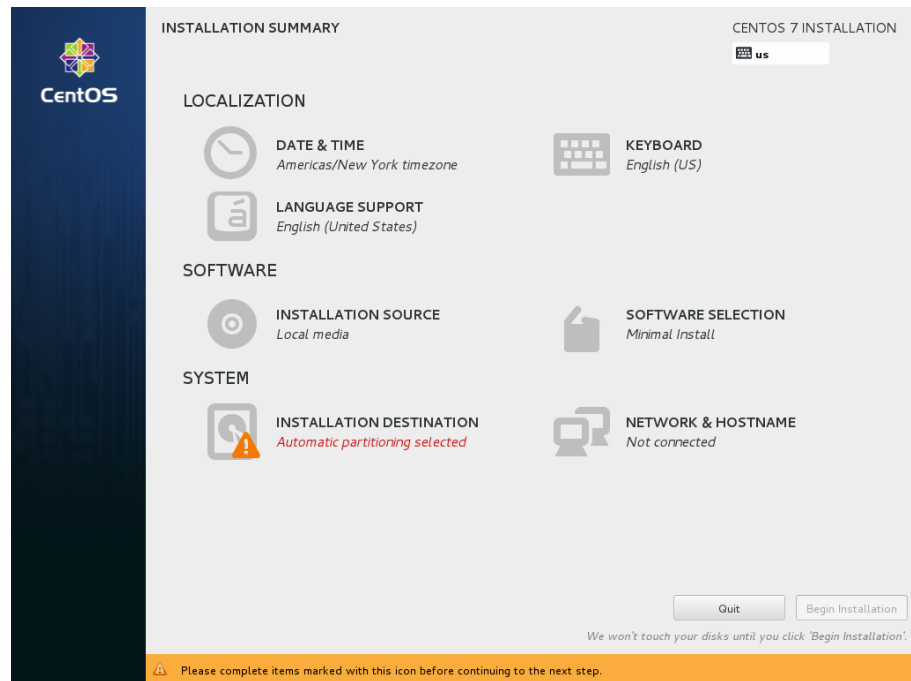 CentOS
INSTALLATION SUMMARY
CENTOS 7 INSTALLATION
us
LOCALIZATION
DATE & TIME
Americas/New York timezone
KEYBOARD
English (US)
LANGUAGE SUPPORT
English (United States)
SOFTWARE
INSTALLATION SOURCE
Local media
SOFTWARE SELECTION
Minimal Install
SYSTEM
INSTALLATION DESTINATION
Automatic partitioning selected
NETWORK & HOSTNAME
Not connected
Quit
Begin Installation
We won't touch your disks until you click 'Begin Installation'.
Please complete items marked with this icon before continuing to the next step.